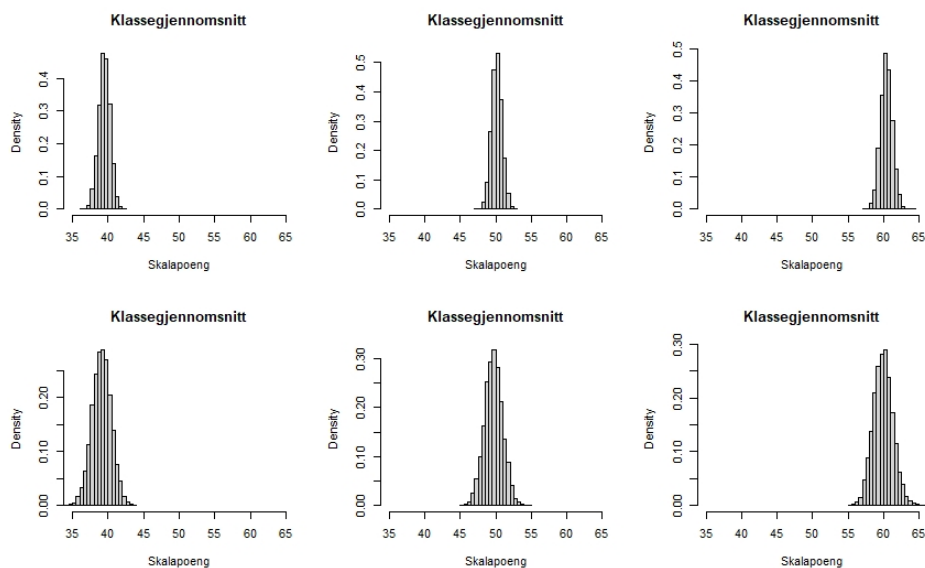 Klassegjennomsnitt
Density
0.0 0.1 0.2 0.3 0.4
35 40 45 50 55 60 65
Skalapoeng
Klassegjennomsnitt
Density
0.0 0.1 0.2 0.3 0.4 0.5
35 40 45 50 55 60 65
Skalapoeng
Klassegjennomsnitt
Density
0.0 0.1 0.2 0.3 0.4 0.5
35 40 45 50 55 60 65
Skalapoeng
Klassegjennomsnitt
Density
0.00 0.10 0.20
35 40 45 50 55 60 65
Skalapoeng
Klassegjennomsnitt
Density
0.00 0.10 0.20 0.30
35 40 45 50 55 60 65
Skalapoeng
Klassegjennomsnitt
Density
0.00 0.10 0.20 0.30
35 40 45 50 55 60 65
Skalapoeng